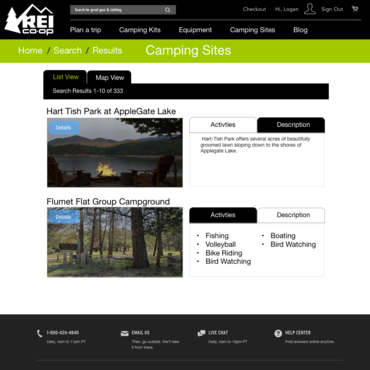 REI
co-op
Search for great gear & clothing
Checkout Hi, Logan Sign Out
Plan a trip Camping Kits Equipment Camping Sites Blog
Home / Search / Results Camping Sites
List View Map View
Search Results 1-10 of 333
Hart Tish Park at AppleGate Lake
Details
Activties Description
Hart-Tish Park offers several acres of beautifully
groomed lawn sloping down to the shores of
Applegate Lake.
Flumet Flat Group Campground
Details
Activties Description
• Fishing
• Volleyball
• Bike Riding
• Bird Watching
• Boating
• Bird Watching
1-800-426-4840
Daily, 4am to 11pm PT
EMAIL US
Then, go outside. We'll take
it from there.
LIVE CHAT
Daily, 5am to 10pm PT
HELP CENTER
Find answers online anytime